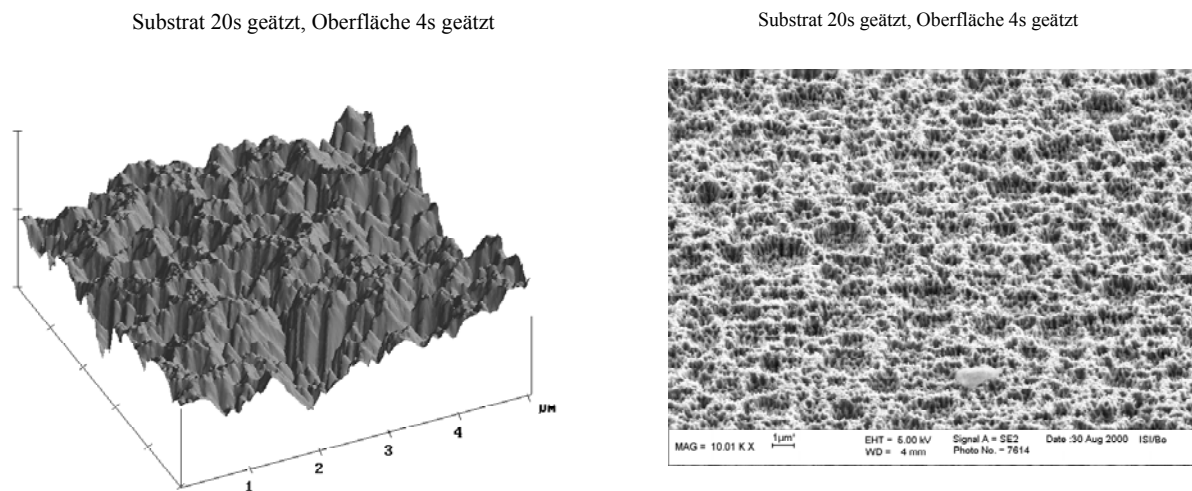 Substrat 20s geätzt, Oberfläche 4s geätzt
Substrat 20s geätzt, Oberfläche 4s geätzt
µM
4
3
2
1
MAG = 10.01 K X
1µm
EHT = 5.00 kV
WD = 4 mm
Signal A = SE2
Photo No. = 7614
Date :30 Aug 2000
ISI/Bo